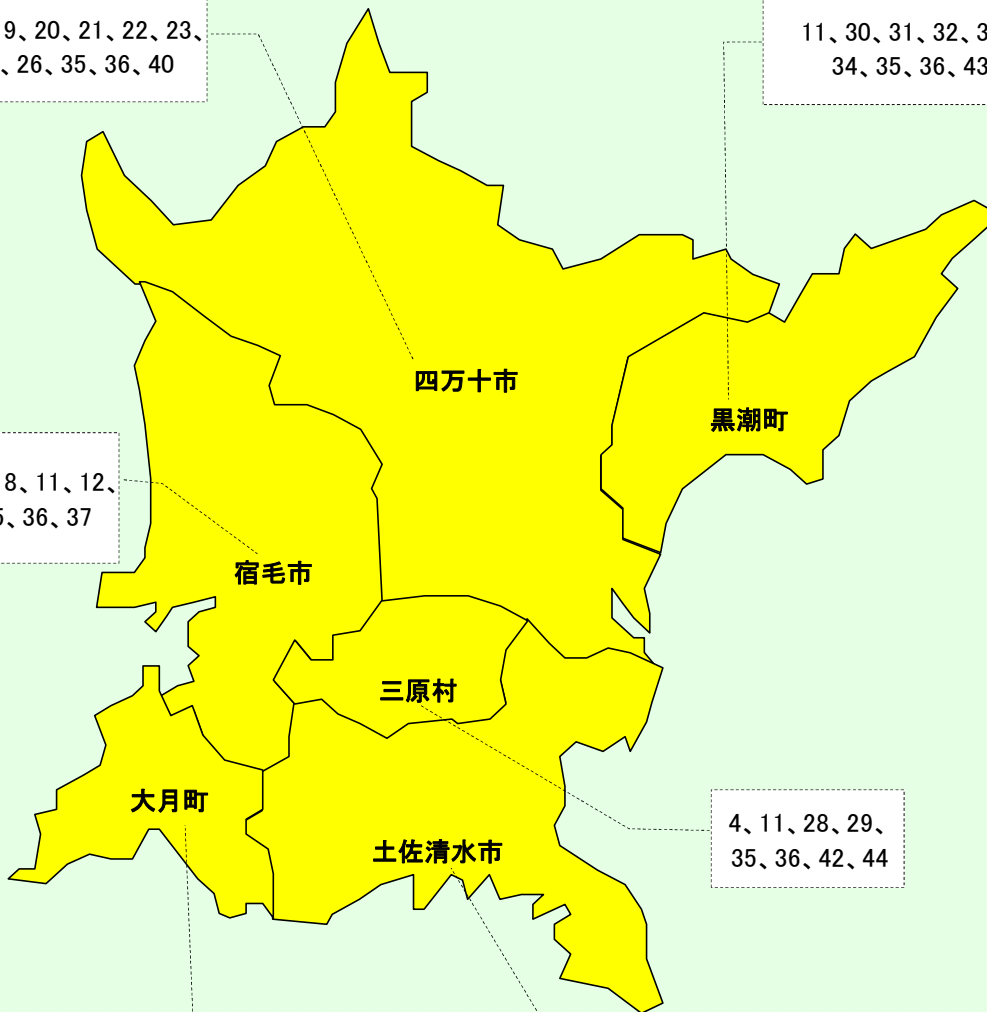 9、20、21、22、23、
、26、35、36、40
11、30、31、32、
34、35、36、43
四万十市
黒潮町
8、11、12、
、36、37
宿毛市
三原村
大月町
4、11、28、29、
35、36、42、44
土佐清水市